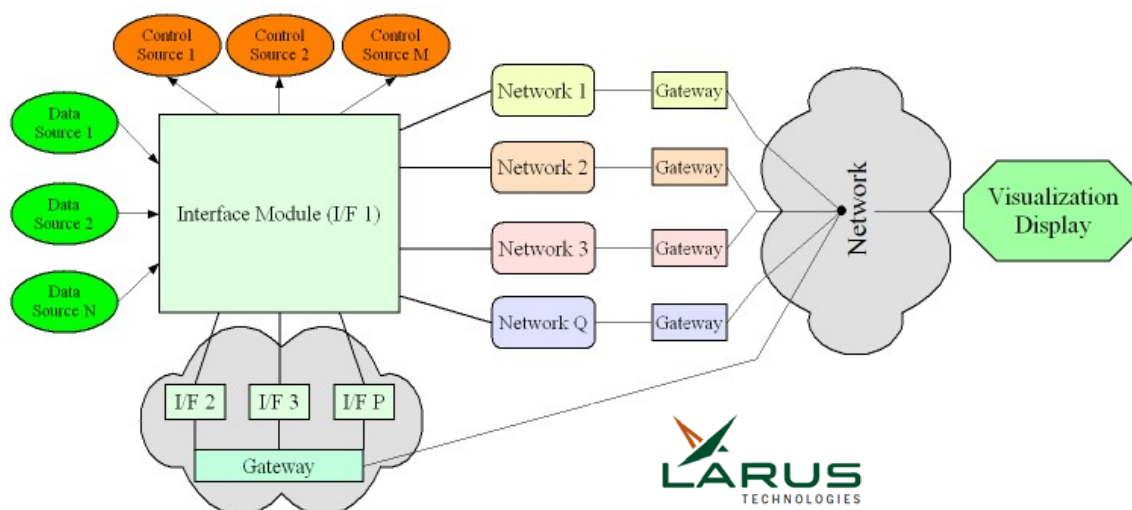 Control
Source 1
Control
Source 2
Control
Source M
Data
Source 1
Data
Source 2
Data
Source N
Interface Module (I/F 1)
Network 1
Gateway
Network 2
Gateway
Network 3
Gateway
Network Q
Gateway
Network
Visualization
Display
I/F 2
I/F 3
I/F P
Gateway
LARUS
TECHNOLOGIES